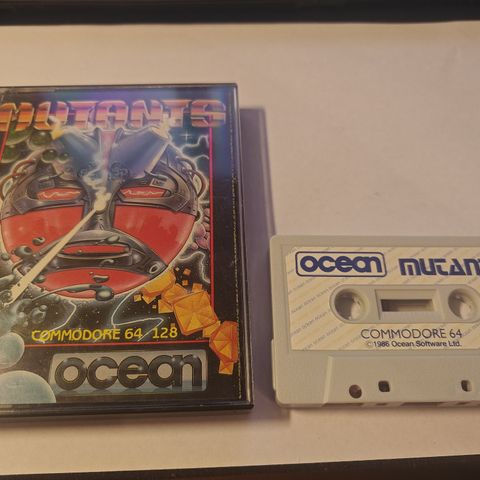 MUTANTS
COMMODORE 64 128
ocean
ocean MUTANT
COMMODORE 64
©1986 Ocean Software Ltd.